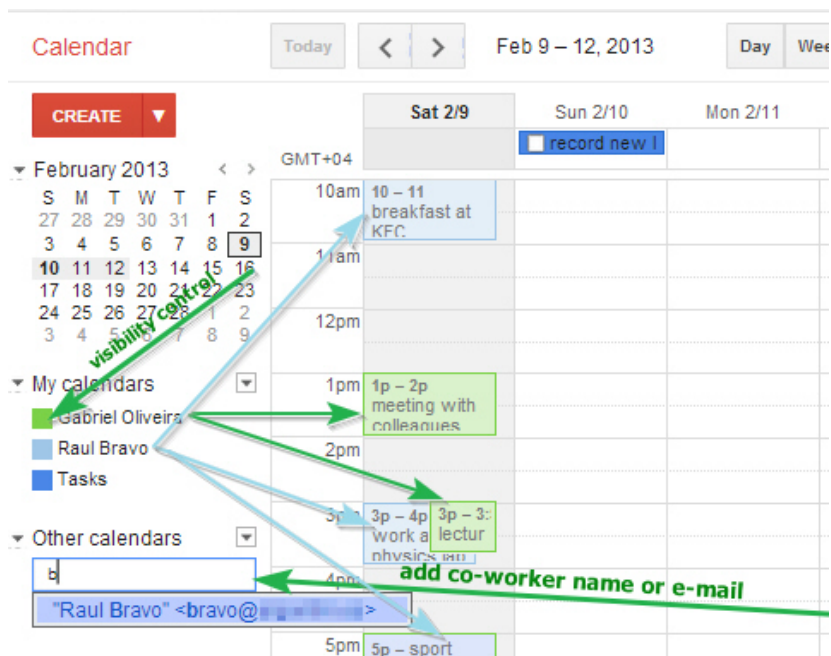 Calendar
Today
Feb 9 – 12, 2013
Day
CREATE
Sat 2/9
Sun 2/10
Mon 2/11
record new
GMT+04
February 2013
S M T W T F S
27 28 29 30 31 1 2
3 4 5 6 7 8 9
10 11 12 13 14 15 16
17 18 19 20 21 22 23
24 25 26 27 28 1 2
3 4 5 6 7 8 9
visibility control
My calendars
Gabriel Oliveira
Raul Bravo
Tasks
Other calendars
b
"Raul Bravo" <bravo@
>
10am
11am
12pm
1pm
2pm
3pm
4pm
5pm
10 – 11
breakfast at
KFC
1p – 2p
meeting with
colleagues
3p – 4p
work a
physics lab
3p – 3:
lectur
5p – sport
add co-worker name or e-mail